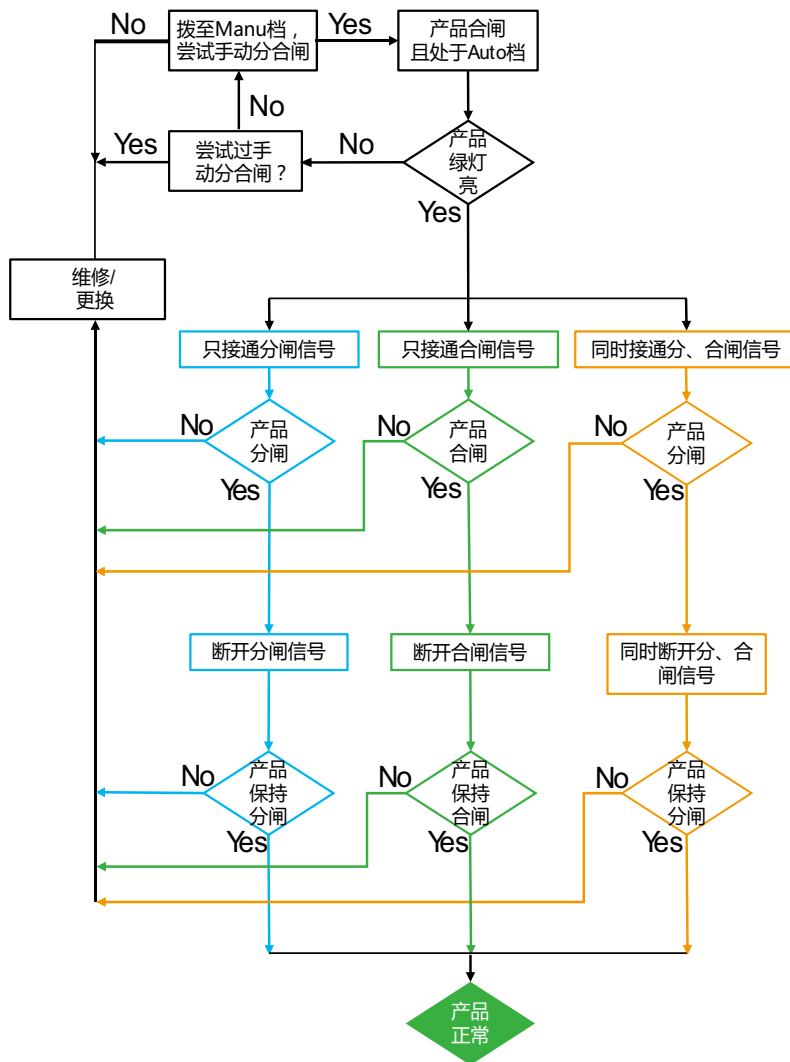 No
拨至Manu档，
尝试手动分合闸
Yes
产品合闸
且处于Auto档
No
Yes
尝试过手
动分合闸？
No
产品
绿灯
亮
Yes
维修/
更换
只接通分闸信号
只接通合闸信号
同时接通分、合闸信号
No
产品
分闸
Yes
No
产品
合闸
Yes
No
产品
分闸
Yes
断开分闸信号
断开合闸信号
同时断开分、合
闸信号
No
产品
保持
分闸
Yes
No
产品
保持
合闸
Yes
No
产品
保持
分闸
Yes
产品
正常